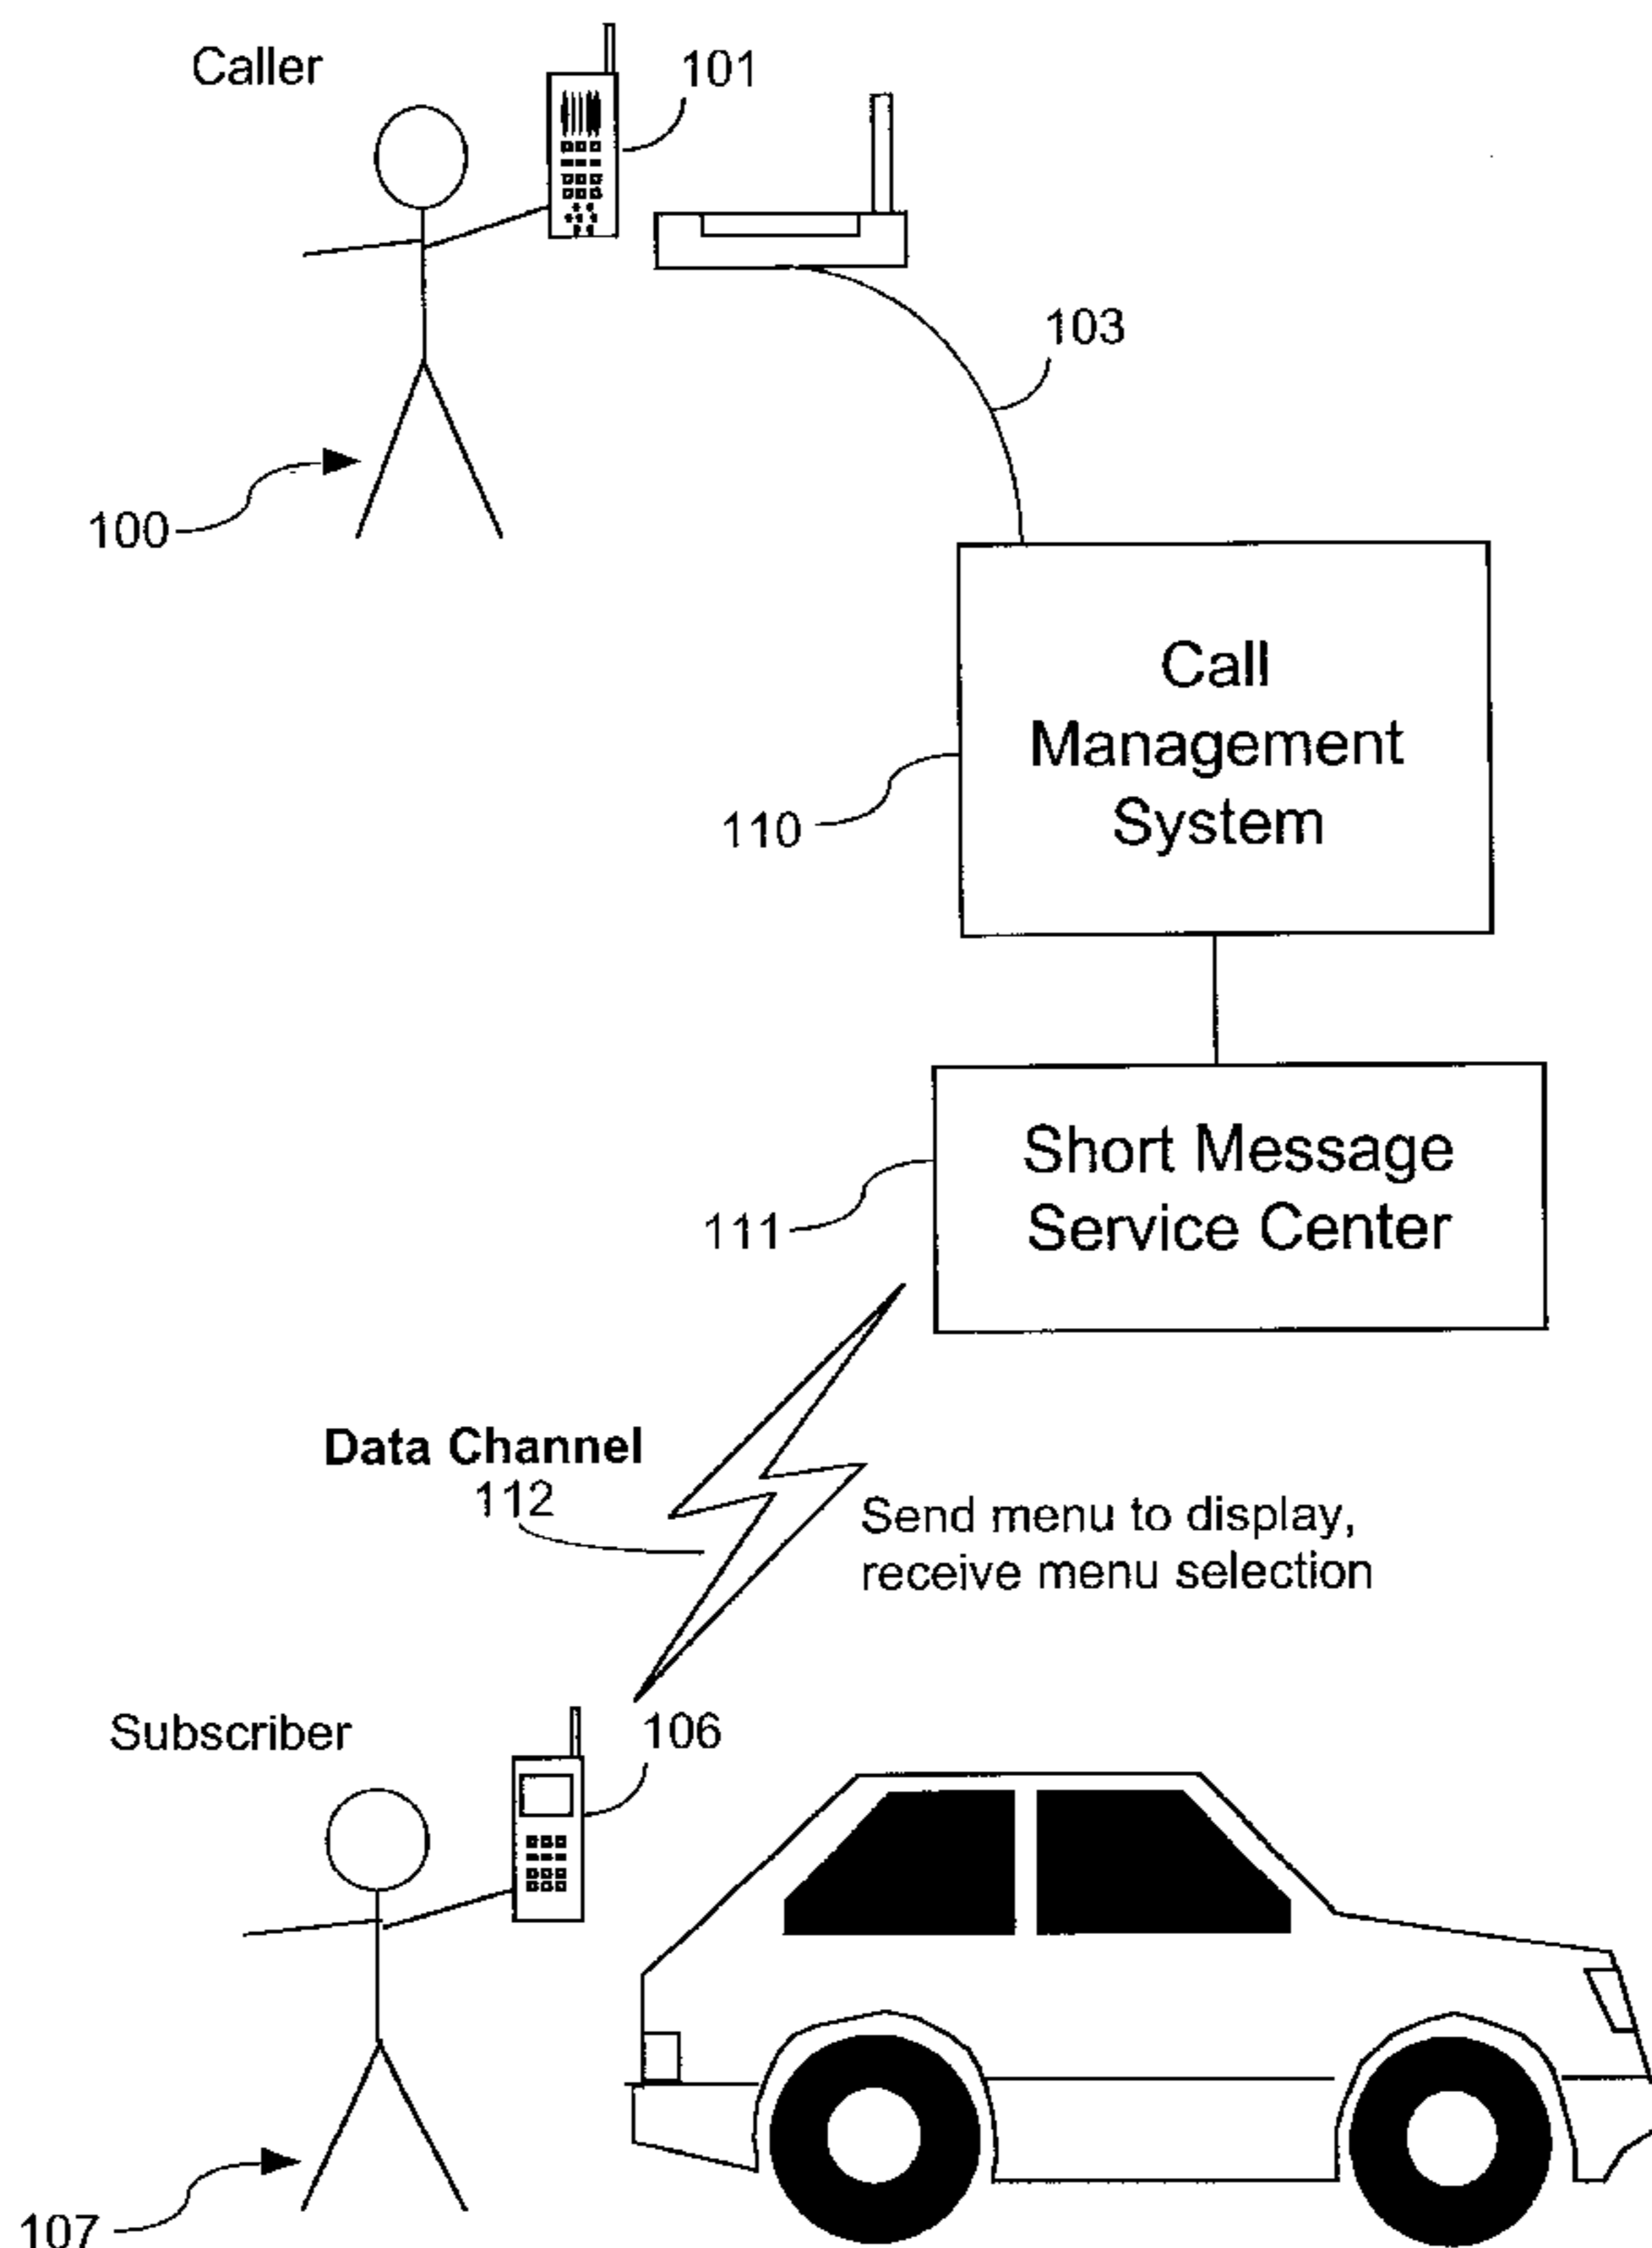 Caller
101
103
100
Call
Management
System
110
Short Message
Service Center
111
Data Channel
112
Send menu to display,
receive menu selection
Subscriber
106
107